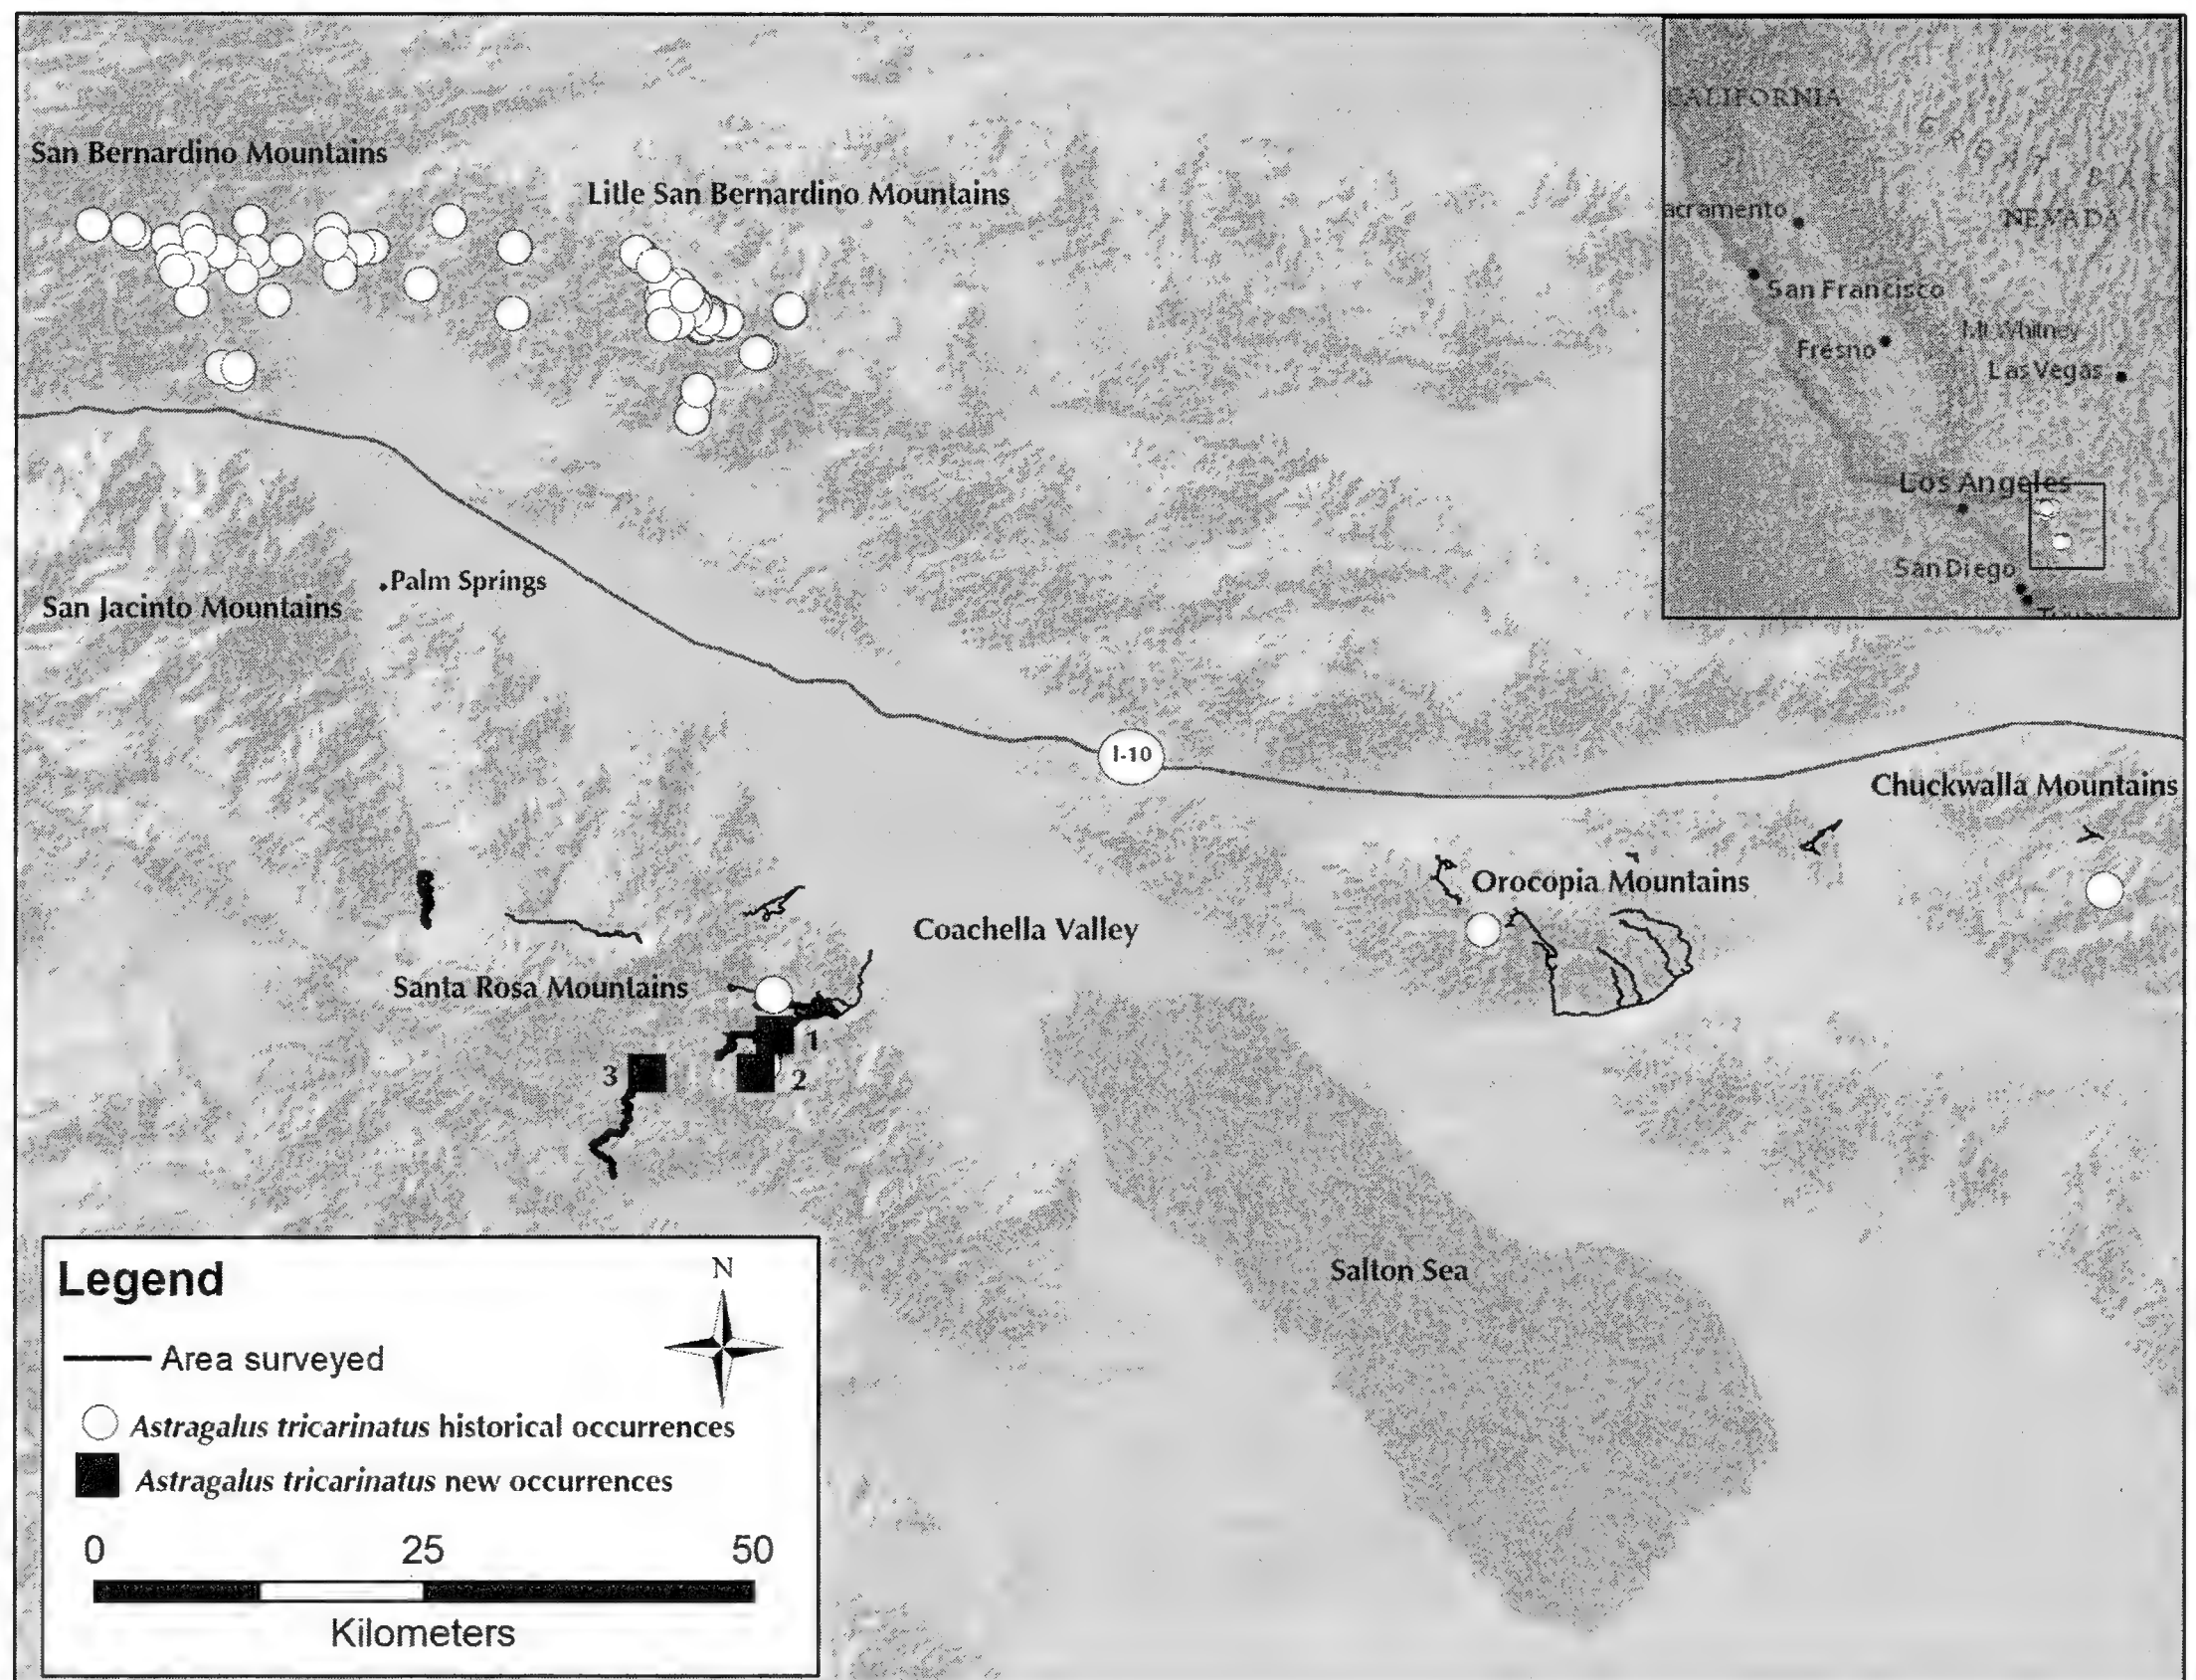 San Bernardino Mountains
Litle San Bernardino Mountains
CALIFORNIA
GREAT
NEVADA
acramento
San Francisco
Mt Whitney
Fresno
Las Vegas
Los Angeles
San Diego
Palm Springs
San Jacinto Mountains
I-10
Chuckwalla Mountains
Orocopia Mountains
Coachella Valley
Santa Rosa Mountains
1
2
3
Salton Sea
Legend
N
Area surveyed
Astragalus tricarinatus historical occurrences
Astragalus tricarinatus new occurrences
0 25 50
Kilometers